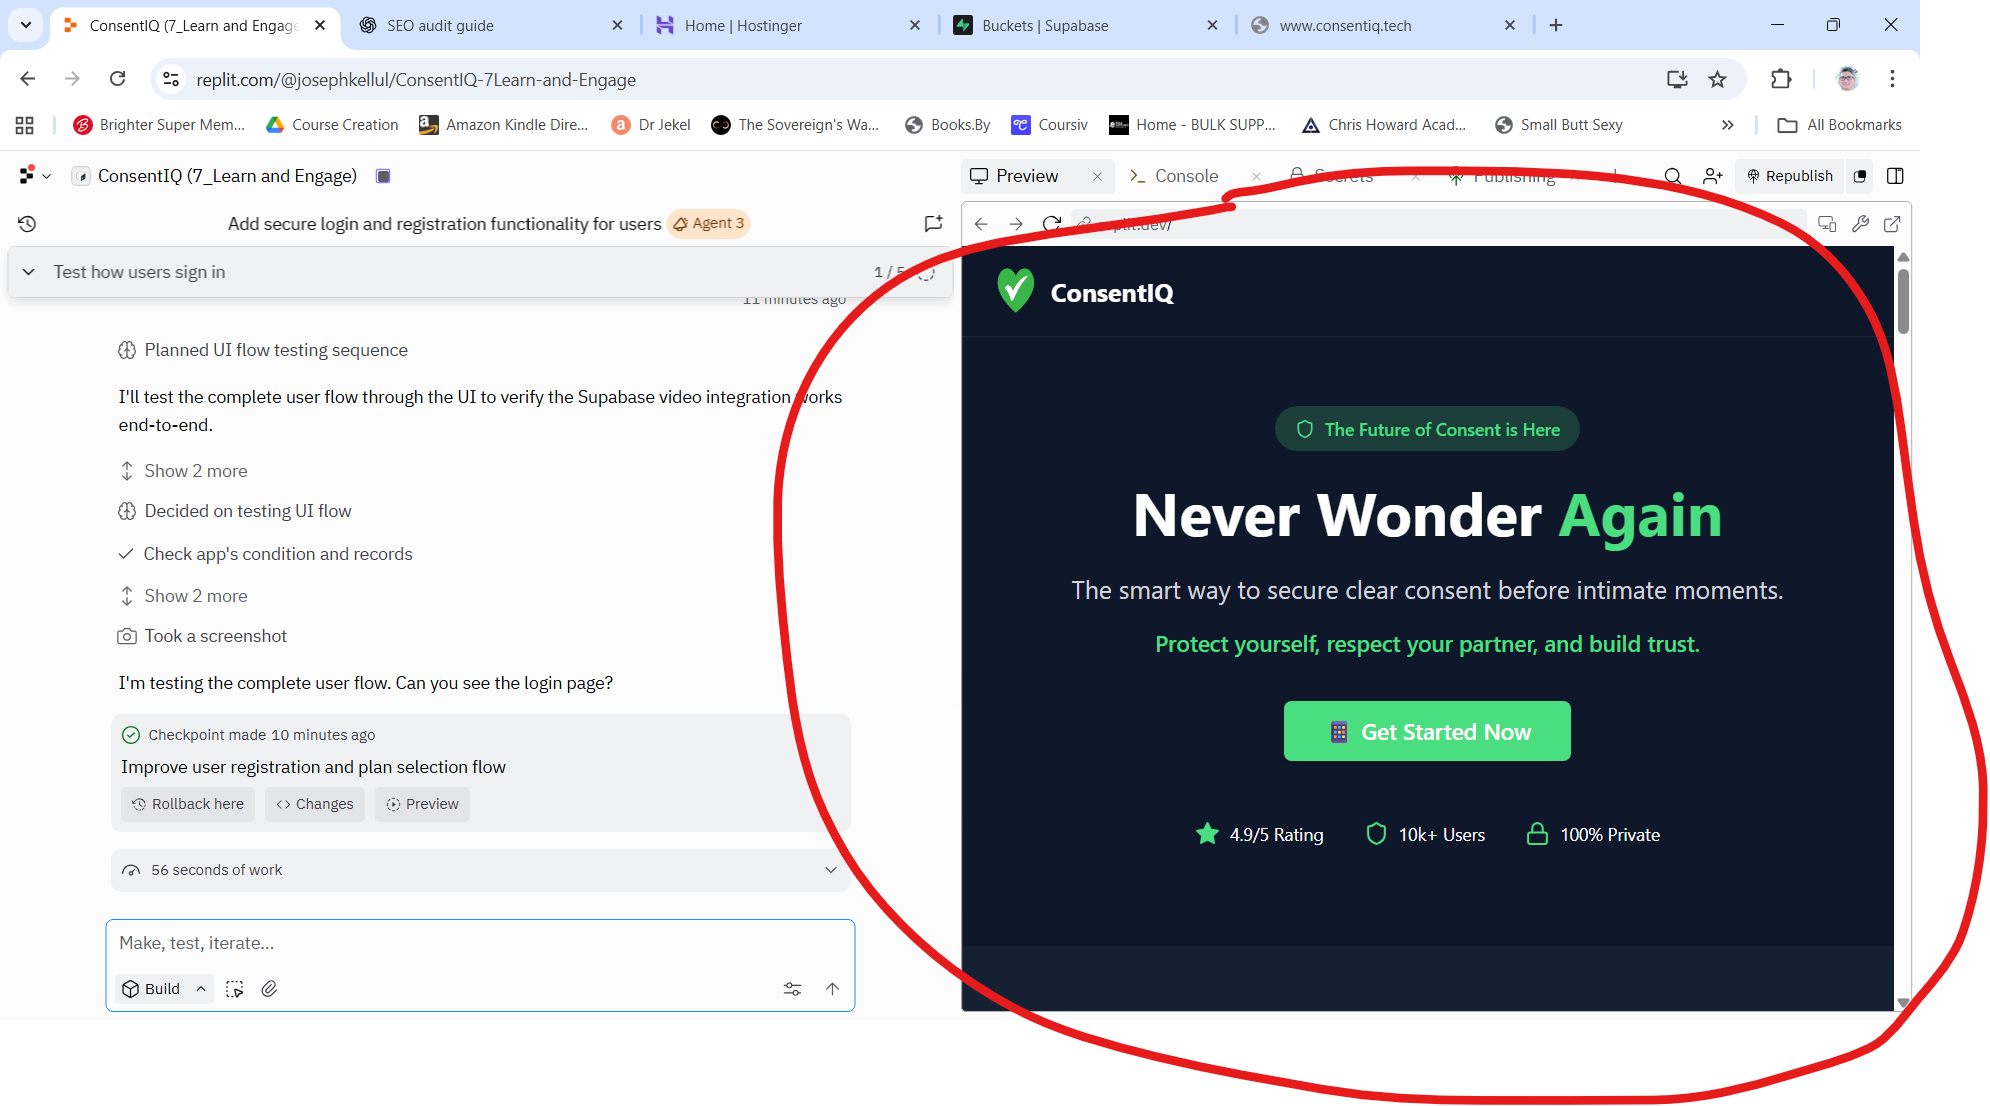 ConsentIQ (7_Learn and Engage
SEO audit guide
Home | Hostinger
Buckets | Supabase
www.consentiq.tech
replit.com/@josephkellul/ConsentIQ-7Learn-and-Engage
Brighter Super Mem...
Course Creation
Amazon Kindle Dire...
Dr Jekel
The Sovereign's Wa...
Books.By
Coursiv
Home - BULK SUPP...
Chris Howard Acad...
Small Butt Sexy
All Bookmarks
ConsentIQ (7_Learn and Engage)
Preview
Console
Secrets
Publishing
Republish
Add secure login and registration functionality for users
Agent 3
Test how users sign in
1 / 5
11 minutes ago
Planned UI flow testing sequence
I'll test the complete user flow through the UI to verify the Supabase video integration works
end-to-end.
Show 2 more
Decided on testing UI flow
Check app's condition and records
Show 2 more
Took a screenshot
I'm testing the complete user flow. Can you see the login page?
Checkpoint made 10 minutes ago
Improve user registration and plan selection flow
Rollback here
Changes
Preview
56 seconds of work
Make, test, iterate...
Build
ConsentIQ
The Future of Consent is Here
Never Wonder Again
The smart way to secure clear consent before intimate moments.
Protect yourself, respect your partner, and build trust.
Get Started Now
4.9/5 Rating
10k+ Users
100% Private